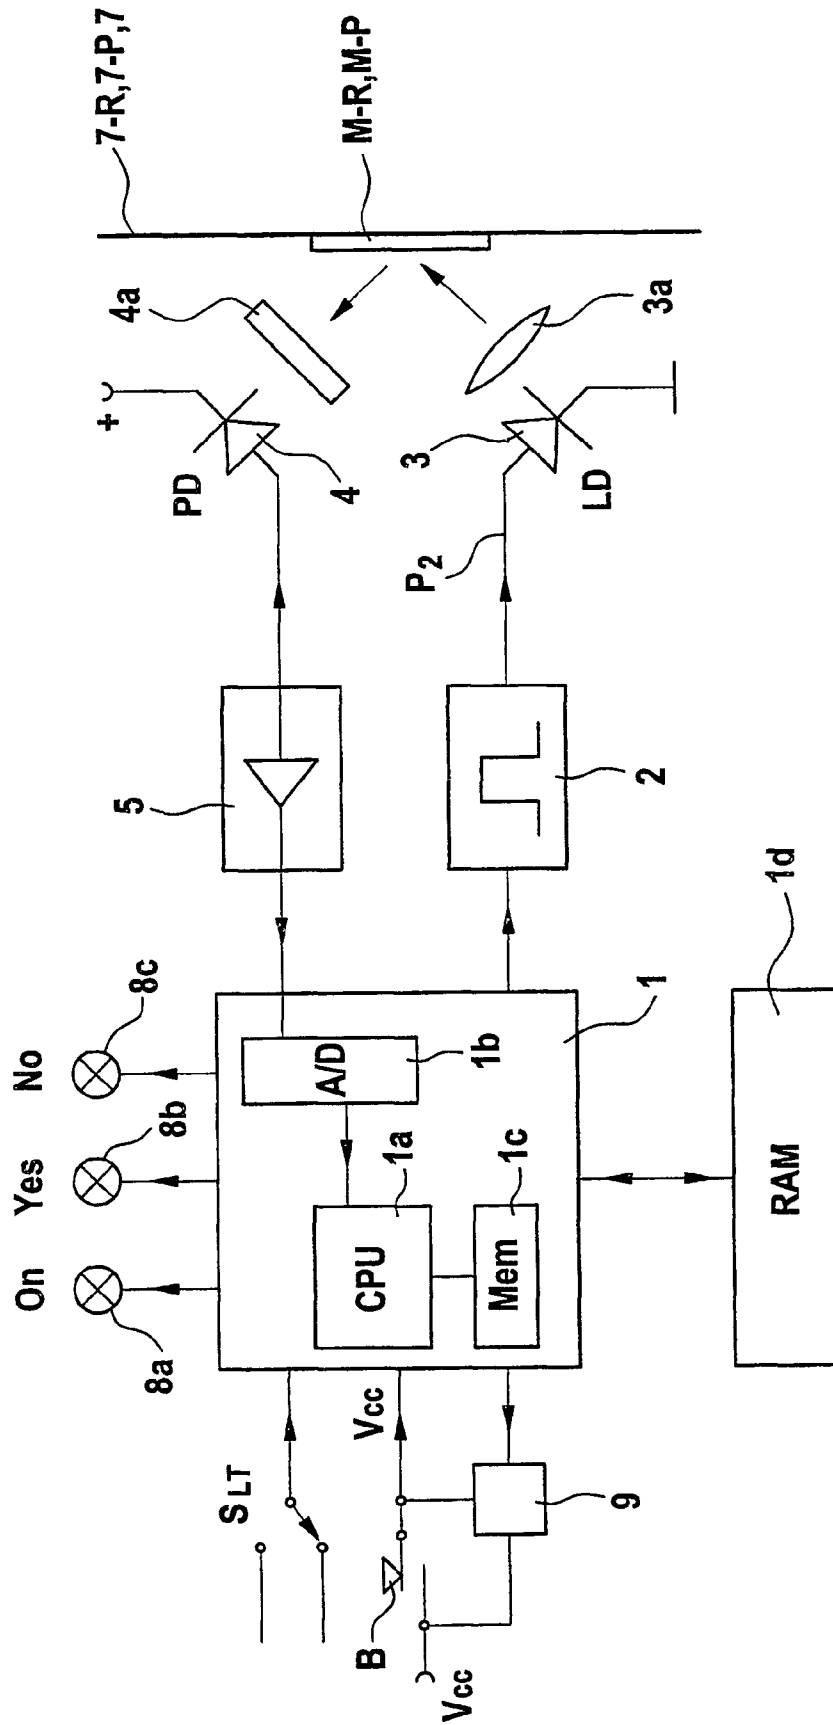 7-R,7-P,7
M-R,M-P
4a
3a
+
PD
4
3
LD
P2
5
2
No
8c
Yes
8b
On
8a
A/D
1b
CPU
1a
Mem
1c
1
1d
RAM
SLT
Vcc
B
Vcc
9